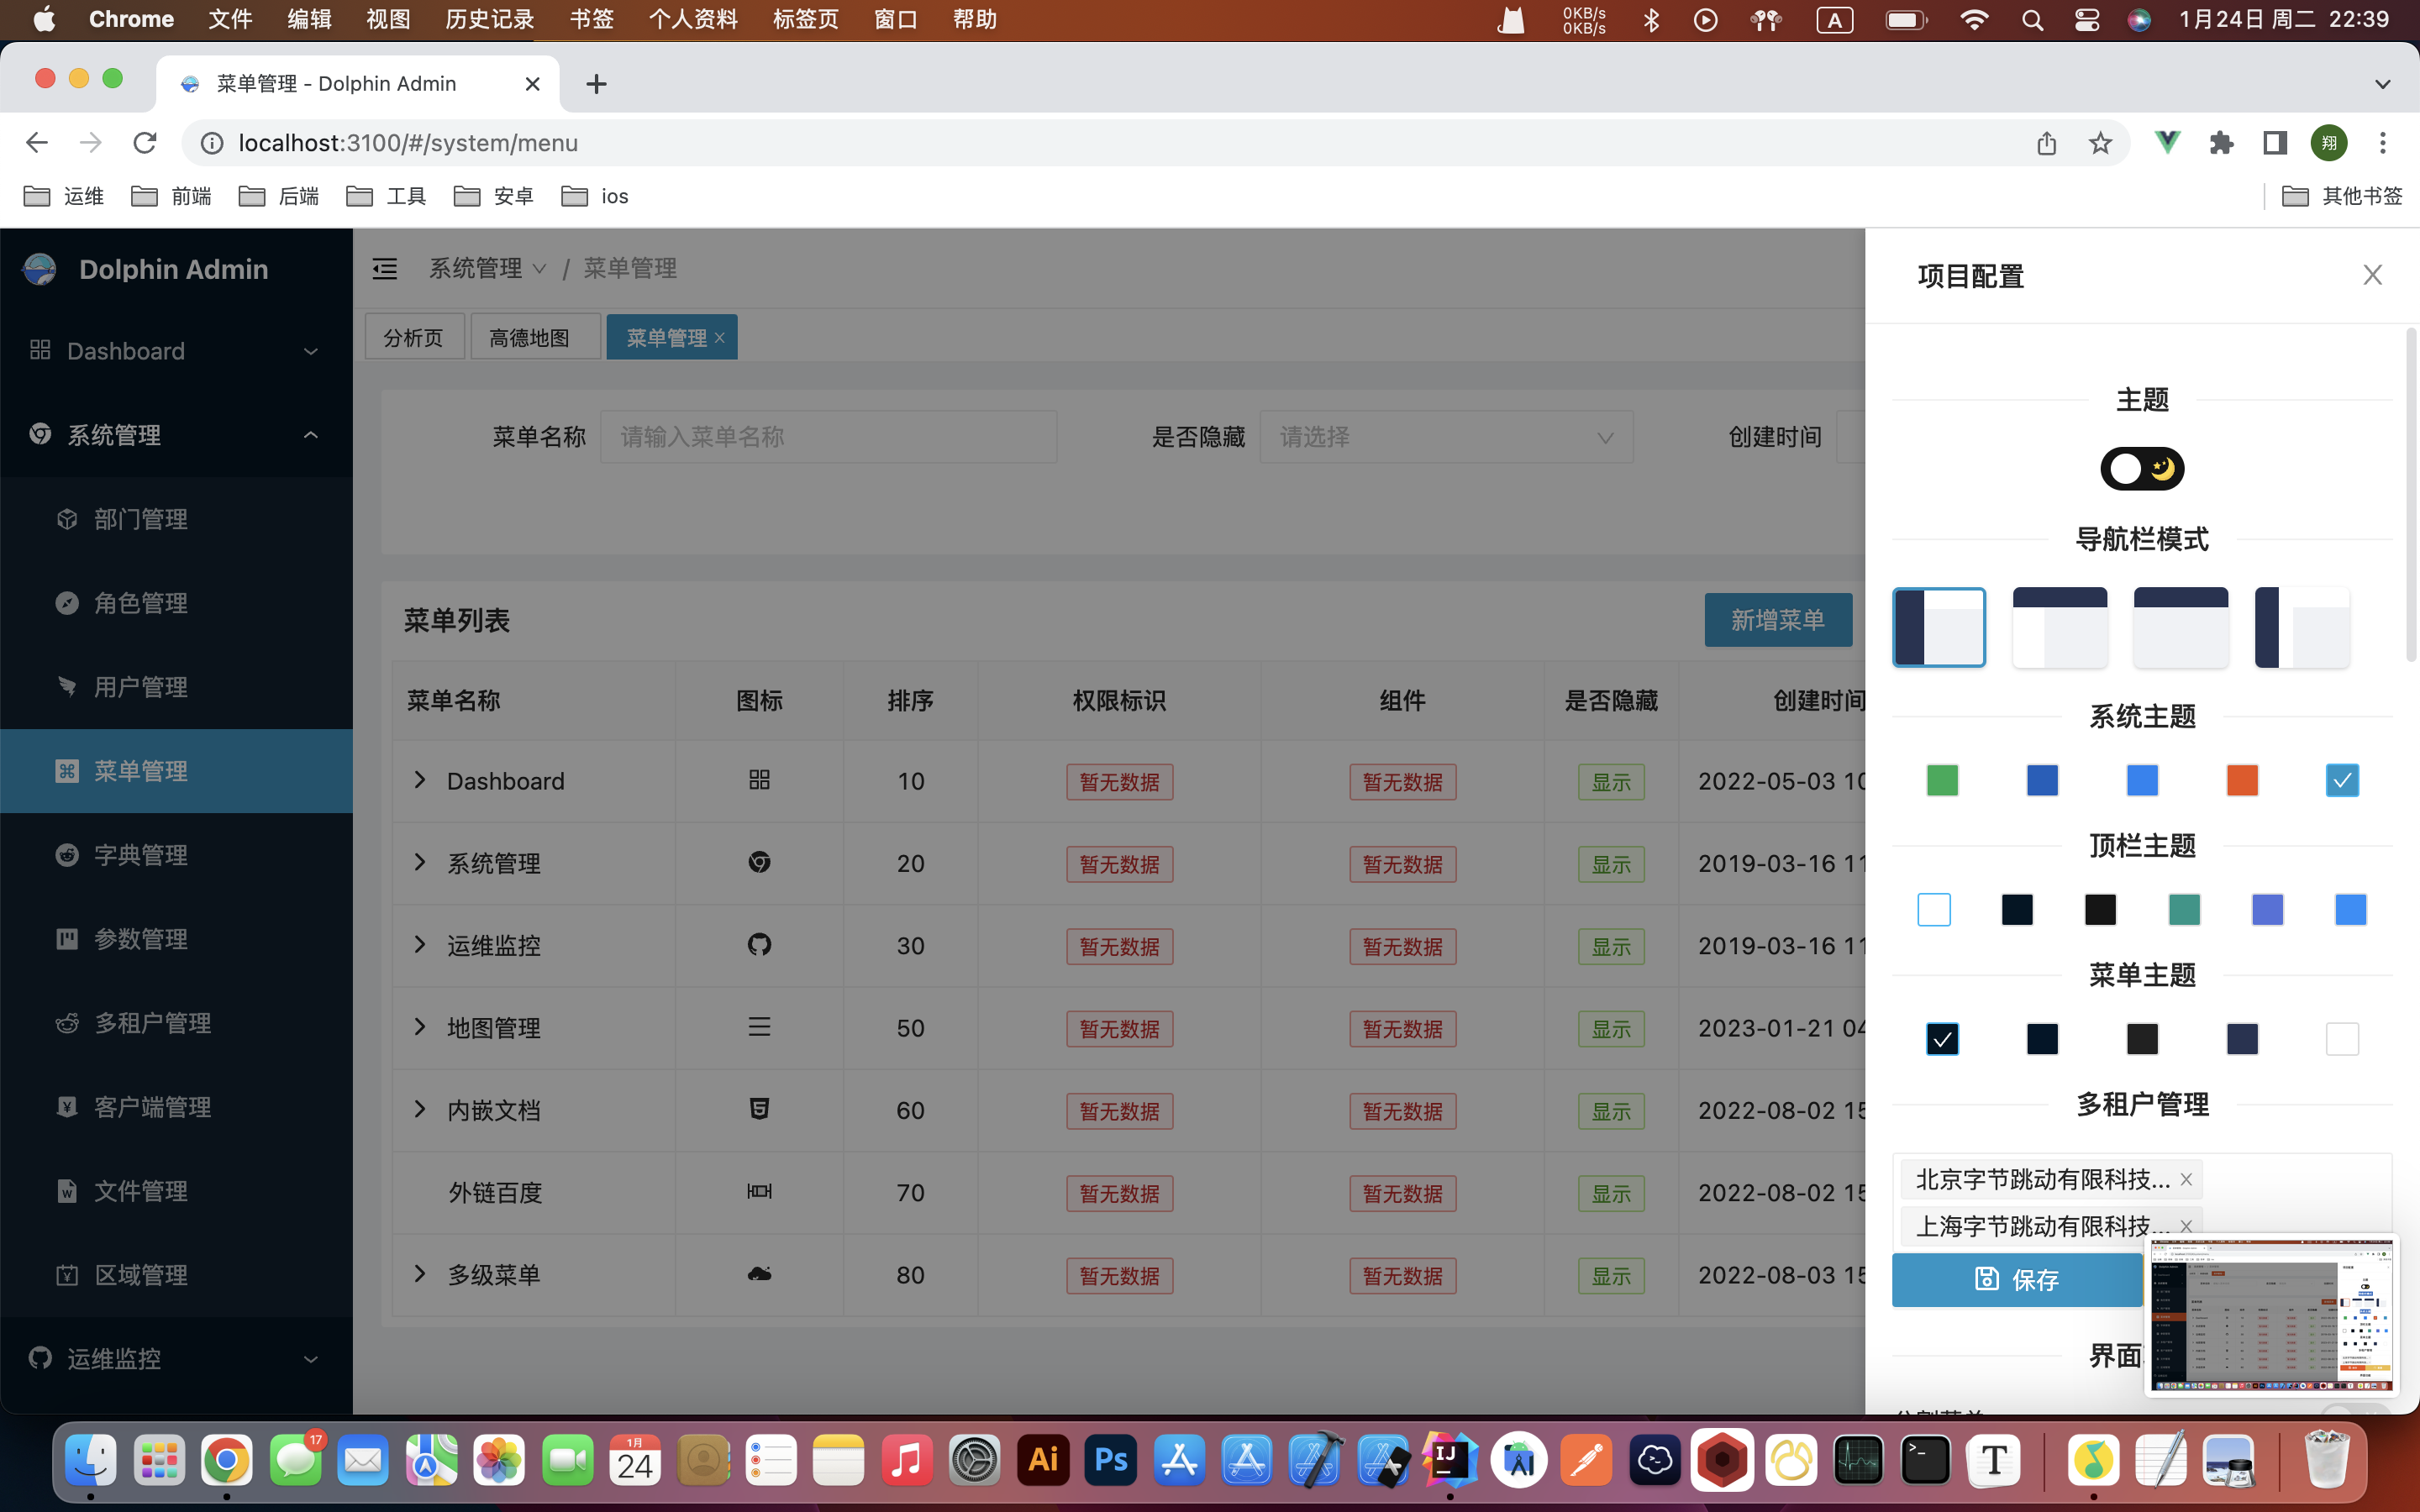 Chrome 文件 编辑 视图 历史记录 书签 个人资料 标签页 窗口 帮助
0KB/s
0KB/s
A
1月24日 周二 22:39
菜单管理 - Dolphin Admin
localhost:3100/#/system/menu
翔
运维 前端 后端 工具 安卓 ios 其他书签
Dolphin Admin
Dashboard
系统管理
部门管理
角色管理
用户管理
菜单管理
字典管理
参数管理
多租户管理
客户端管理
文件管理
区域管理
运维监控
系统管理 / 菜单管理
分析页 高德地图 菜单管理
菜单名称 请输入菜单名称 是否隐藏 请选择 创建时间
菜单列表 新增菜单
菜单名称 图标 排序 权限标识 组件 是否隐藏 创建时间
Dashboard 10 暂无数据 暂无数据 显示 2022-05-03 10
系统管理 20 暂无数据 暂无数据 显示 2019-03-16 11
运维监控 30 暂无数据 暂无数据 显示 2019-03-16 11
地图管理 50 暂无数据 暂无数据 显示 2023-01-21 04
内嵌文档 60 暂无数据 暂无数据 显示 2022-08-02 15
外链百度 70 暂无数据 暂无数据 显示 2022-08-02 15
多级菜单 80 暂无数据 暂无数据 显示 2022-08-03 15
项目配置
主题
导航栏模式
系统主题
顶栏主题
菜单主题
多租户管理
北京字节跳动有限科技...
上海字节跳动有限科技...
保存
界面
17
1月
24
Ai
Ps
IJ
T